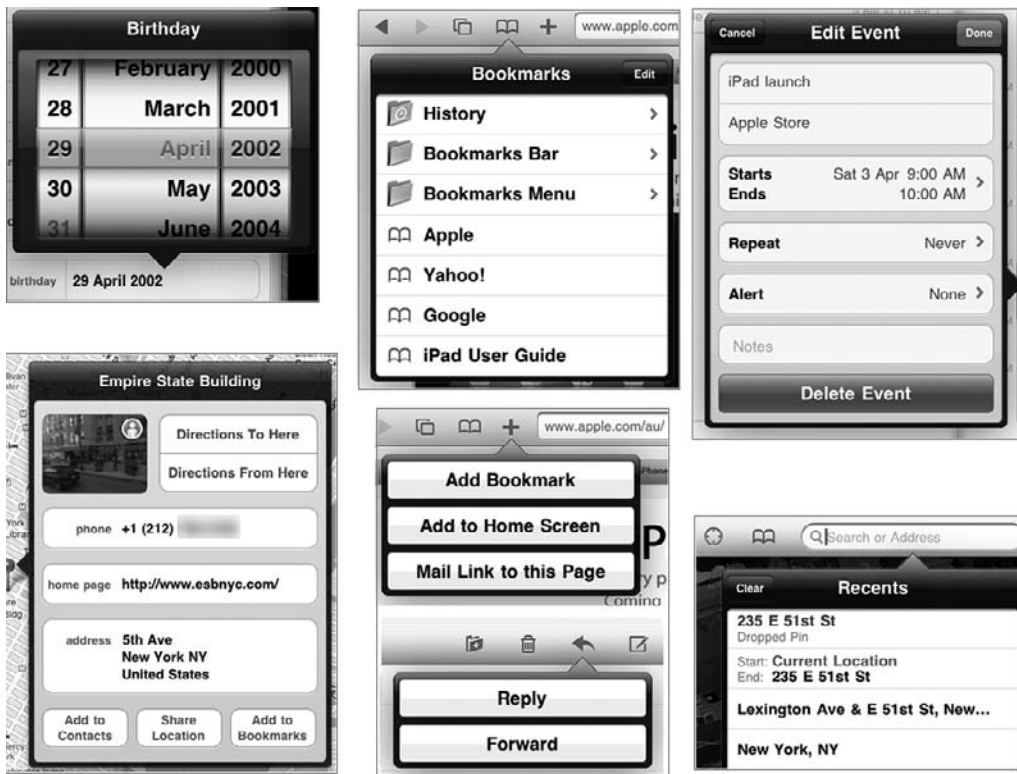 Birthday
27 February 2000
28 March 2001
29 April 2002
30 May 2003
31 June 2004
birthday 29 April 2002
www.apple.com
Bookmarks Edit
History
Bookmarks Bar
Bookmarks Menu
Apple
Yahoo!
Google
iPad User Guide
Cancel Edit Event Done
iPad launch
Apple Store
Starts Sat 3 Apr 9:00 AM
Ends 10:00 AM
Repeat Never
Alert None
Notes
Delete Event
Empire State Building
Directions To Here
Directions From Here
phone +1 (212)
home page http://www.esbnyc.com/
address 5th Ave
New York NY
United States
Add to Contacts
Share Location
Add to Bookmarks
www.apple.com/au/
Add Bookmark
Add to Home Screen
Mail Link to this Page
Coming
Reply
Forward
Search or Address
Clear Recents
235 E 51st St
Dropped Pin
Start: Current Location
End: 235 E 51st St
Lexington Ave & E 51st St, New...
New York, NY